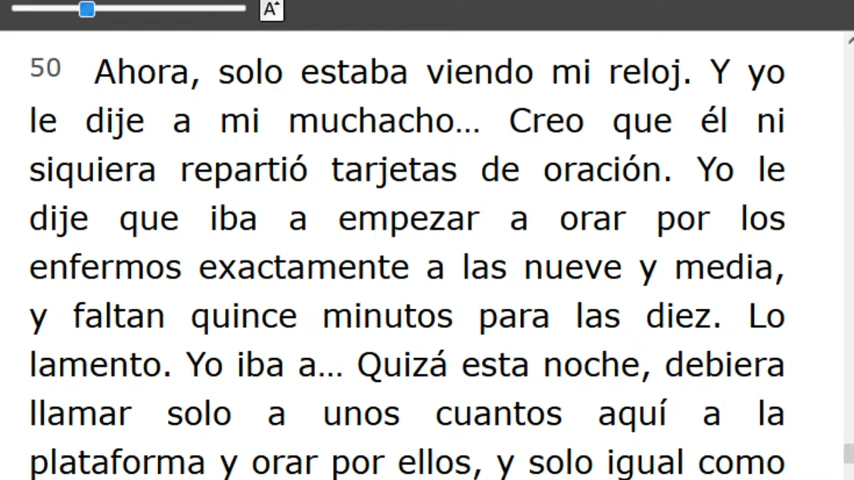 A
50 Ahora, solo estaba viendo mi reloj. Y yo
le dije a mi muchacho... Creo que él ni
siquiera repartió tarjetas de oración. Yo le
dije que iba a empezar a orar por los
enfermos exactamente a las nueve y media,
y faltan quince minutos para las diez. Lo
lamento. Yo iba a... Quizá esta noche, debiera
llamar solo a unos cuantos aquí a la
plataforma y orar por ellos, y solo igual como